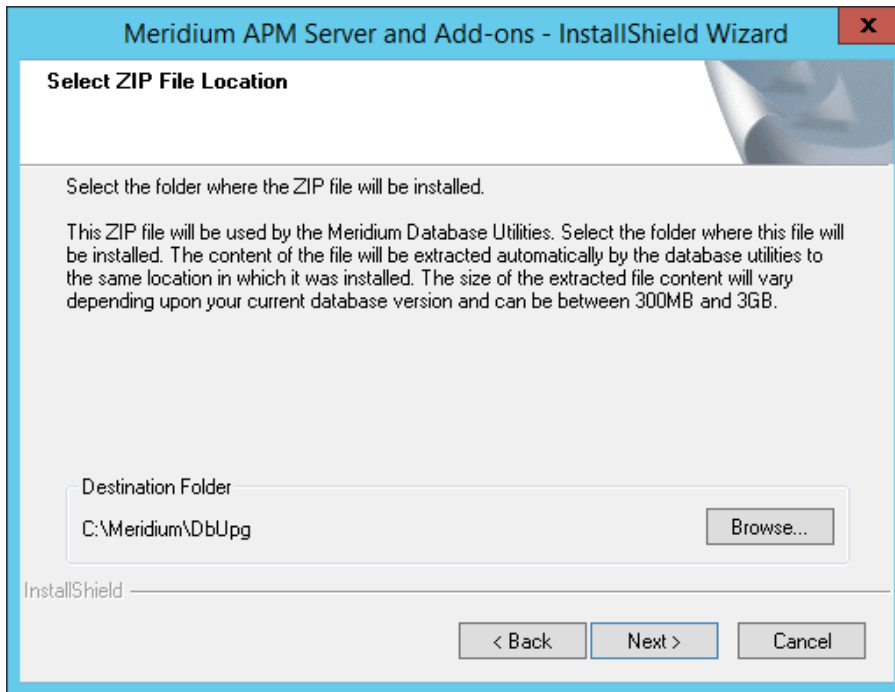 Meridium APM Server and Add-ons - InstallShield Wizard
x
Select ZIP File Location
Select the folder where the ZIP file will be installed.
This ZIP file will be used by the Meridium Database Utilities. Select the folder where this file will
be installed. The content of the file will be extracted automatically by the database utilities to
the same location in which it was installed. The size of the extracted file content will vary
depending upon your current database version and can be between 300MB and 3GB.
Destination Folder
C:\Meridium\DbUpg
Browse...
InstallShield
< Back
Next >
Cancel